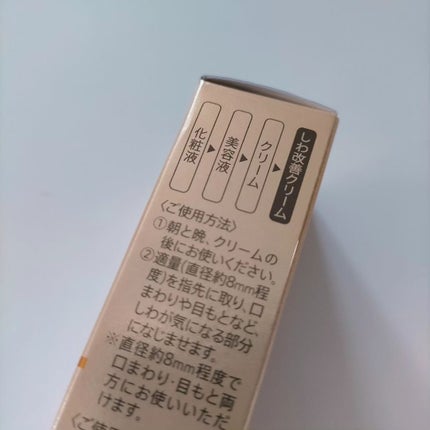 化粧液
美容液
クリーム
しわ改善クリーム
〈ご使用方法〉
①朝と晩、クリームの
後にお使いください。
②適量(直径約8mm程
度)を指先に取り、口
まわりや目もとなど、
しわが気になる部分
になじませます。
※直径約8mm程度で
口まわり・目もと両
方にお使いいただ
けます。
〈ご使用